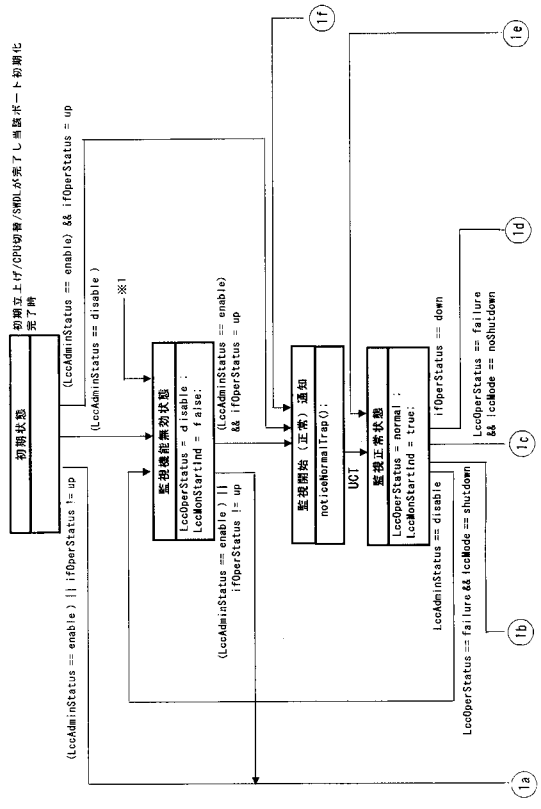 初期状態
初期立上げ/CPU切替/SWDLが完了し当該ポート初期化
完了時
(LccAdminStatus == enable ) || ifOperStatus != up
(LccAdminStatus == enable) && ifOperStatus = up
(LccAdminStatus == disable )
※1
監視機能無効状態
LccOperStatus = disable ;
LccMonStartInd = false;
(LccAdminStatus == enable)
&& ifOperStatus = up
(LccAdminStatus == enable ) ||
ifOperStatus != up
監視開始（正常）通知
noticeNormalTrap();
UCT
監視正常状態
LccOperStatus = normal ;
LccMonStartInd = true;
LccAdminStatus == disable
ifOperStatus == down
LccOperStatus == failure && lccMode == shutdown
LccOperStatus == failure
&& lccMode == noShutdown
1a
1b
1c
1d
1e
1f